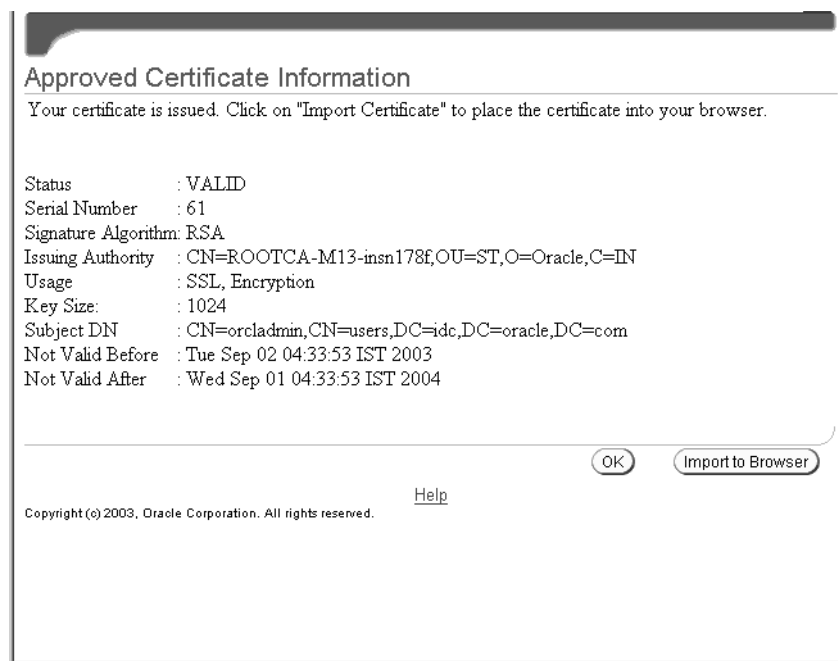 Approved Certificate Information
Your certificate is issued. Click on "Import Certificate" to place the certificate into your browser.
Status : VALID
Serial Number : 61
Signature Algorithm: RSA
Issuing Authority : CN=ROOTCA-M13-insn178f,OU=ST,O=Oracle,C=IN
Usage : SSL, Encryption
Key Size: : 1024
Subject DN : CN=orcladmin,CN=users,DC=idc,DC=oracle,DC=com
Not Valid Before : Tue Sep 02 04:33:53 IST 2003
Not Valid After : Wed Sep 01 04:33:53 IST 2004
OK Import to Browser
Help
Copyright (c) 2003, Oracle Corporation. All rights reserved.